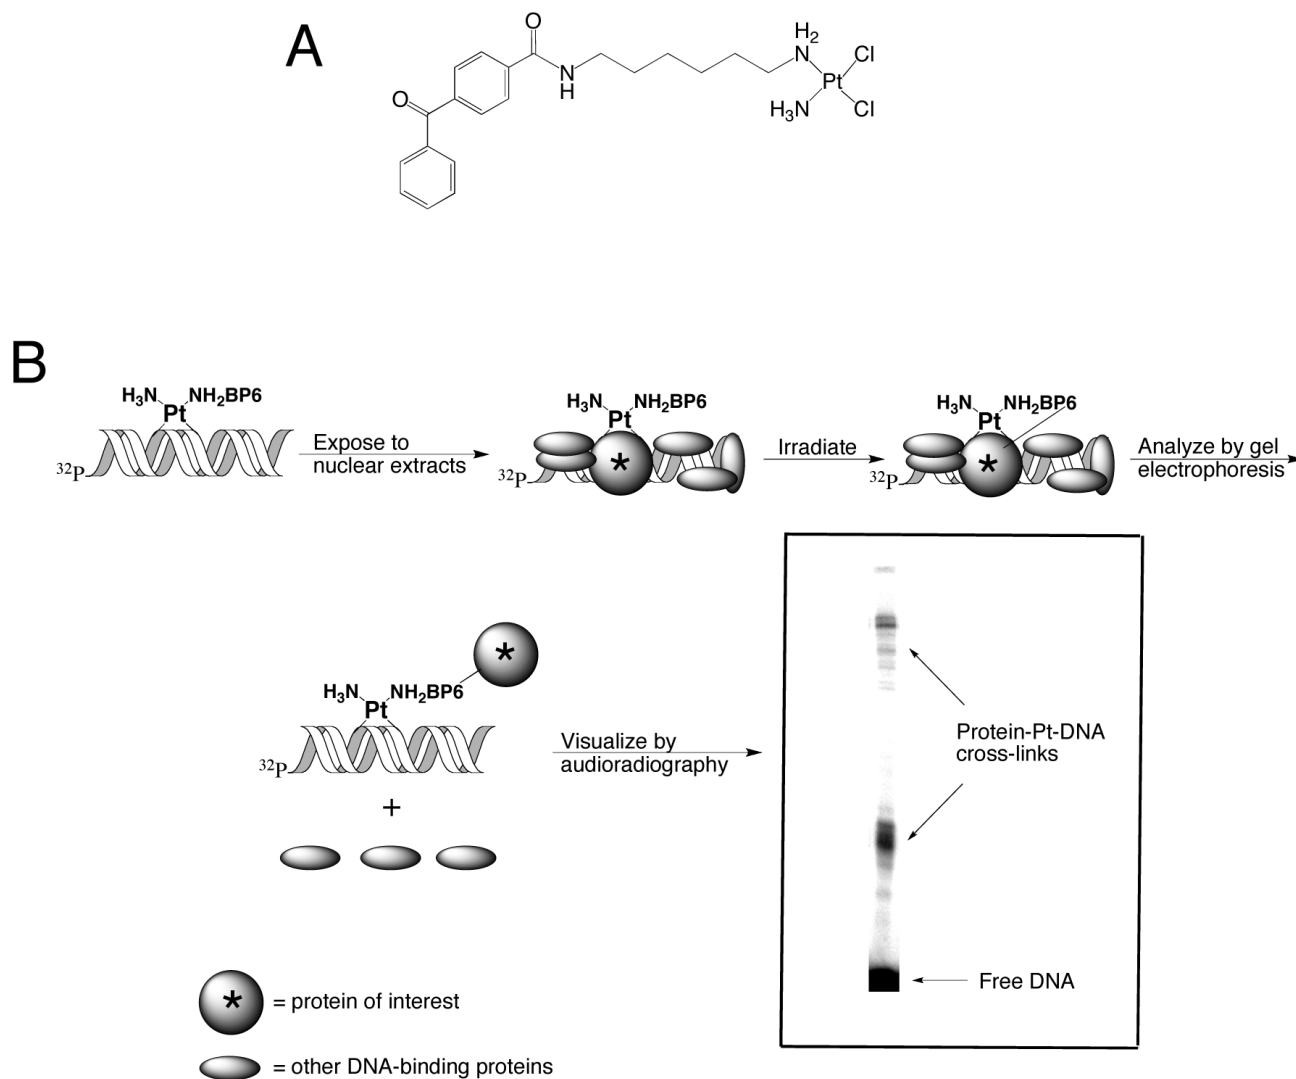 A
O
O
N
H
H2
N
Cl
Pt
H3N
Cl
B
H3N
NH2BP6
Pt
32P
Expose to
nuclear extracts
H3N
NH2BP6
Pt
*
32P
Irradiate
H3N
NH2BP6
Pt
*
32P
Analyze by gel
electrophoresis
*
H3N
NH2BP6
Pt
32P
+
Visualize by
audioradiography
Protein-Pt-DNA
cross-links
Free DNA
* = protein of interest
= other DNA-binding proteins